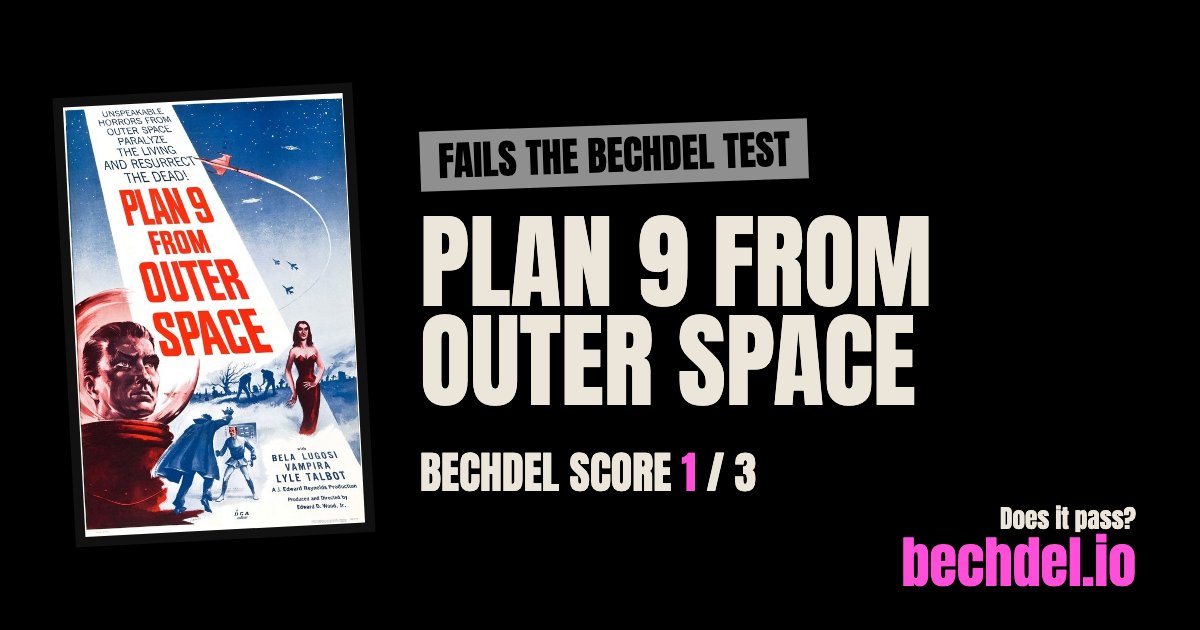 UNSPEAKABLE
HORRORS FROM
OUTER SPACE
PARALYZE
THE LIVING
AND RESURRECT
THE DEAD!
PLAN 9
FROM
OUTER
SPACE
with
BELA LUGOSI
VAMPIRA
LYLE TALBOT
A J. Edward Reynolds Production
Produced and Directed by
Edward D. Wood, Jr.
DCA
FAILS THE BECHDEL TEST
PLAN 9 FROM
OUTER SPACE
BECHDEL SCORE 1 / 3
Does it pass?
bechdel.io